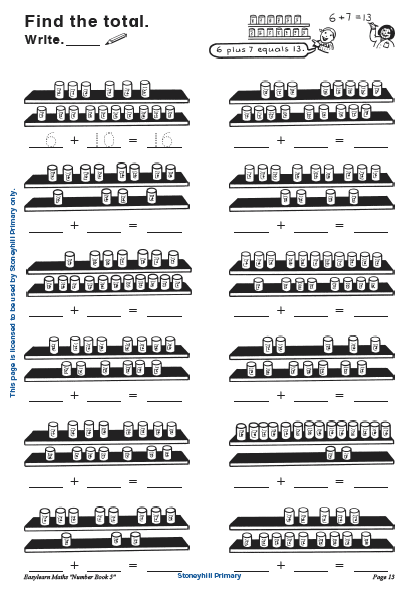 Find the total.
Write.
6 + 7 = 13
6 plus 7 equals 13.
6 + 10 = 16
+ =
+ =
+ =
+ =
+ =
+ =
+ =
+ =
+ =
+ =
+ =
This page is licensed to be used by Stoneyhill Primary only.
Easylearn Maths "Number Book 3"
Stoneyhill Primary
Page 13